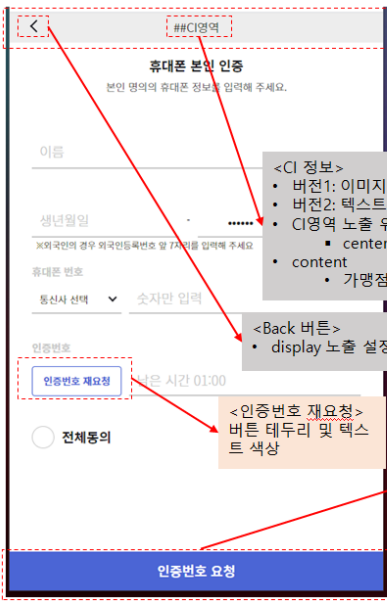 ##CI영역
휴대폰 본인 인증
본인 명의의 휴대폰 정보를 입력해 주세요.
이름
<CI 정보>
• 버전1: 이미지
• 버전2: 텍스트
• CI영역 노출
▪ center
• content
• 가맹점
생년월일 - ••••••
※외국인의 경우 외국인등록번호 앞 7자리를 입력해 주세요
휴대폰 번호
통신사 선택 숫자만 입력
<Back 버튼>
• display 노출 설정
인증번호
인증번호 재요청 남은 시간 01:00
<인증번호 재요청>
버튼 테두리 및 텍스
트 색상
전체동의
인증번호 요청